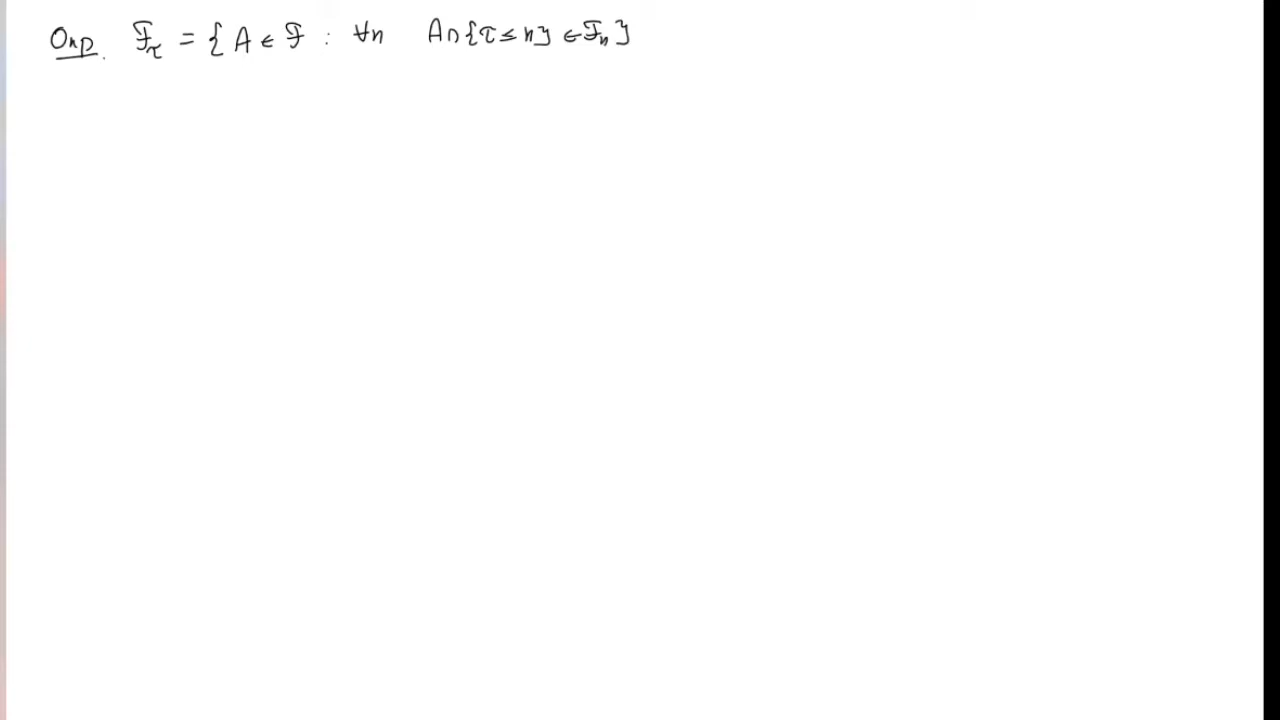 Опр. ℱ_τ = { A ∈ ℱ : ∀n A∩{τ ≤ n} ∈ ℱ_n }